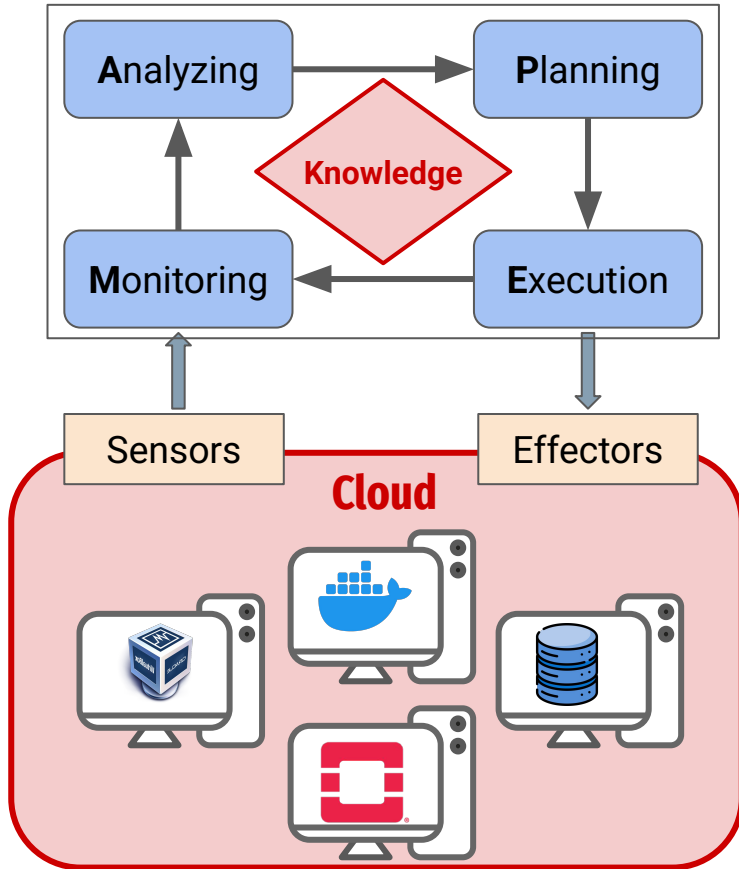 Analyzing
Planning
Knowledge
Monitoring
Execution
Sensors
Effectors
Cloud